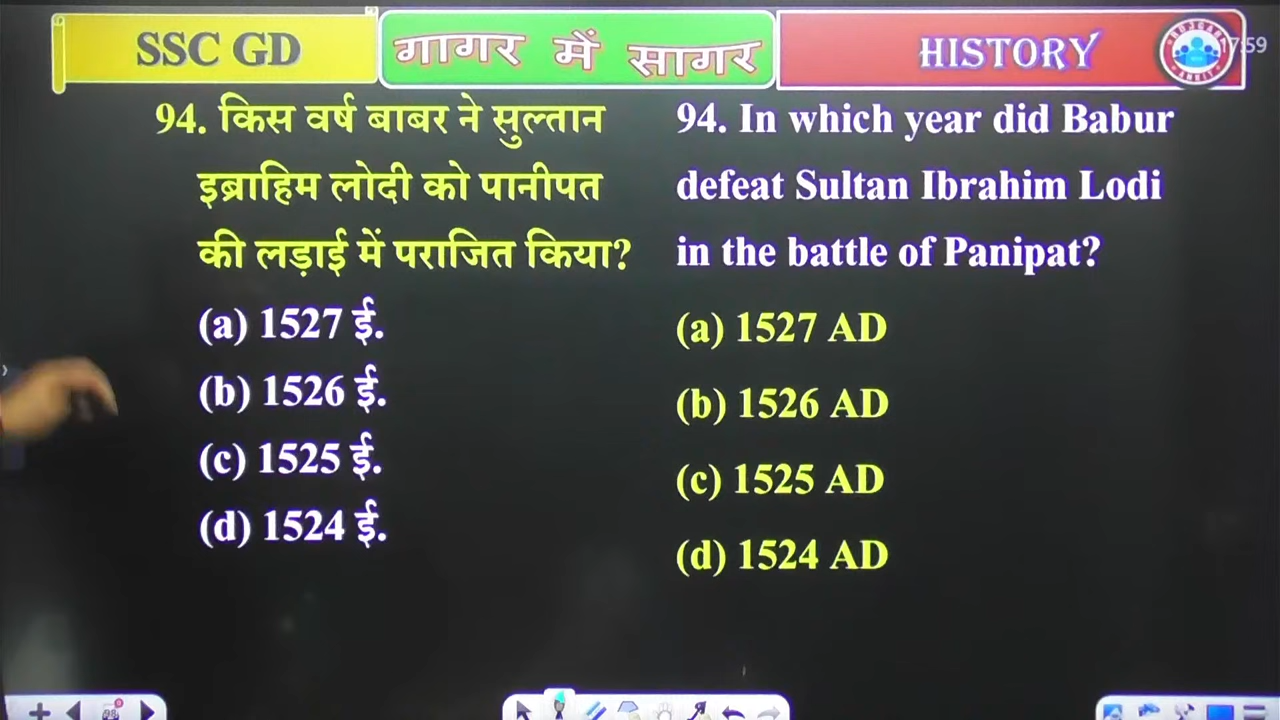 SSC GD
गागर में सागर
HISTORY
17:59
94. किस वर्ष बाबर ने सुल्तान
इब्राहिम लोदी को पानीपत
की लड़ाई में पराजित किया?
(a) 1527 ई.
(b) 1526 ई.
(c) 1525 ई.
(d) 1524 ई.
94. In which year did Babur
defeat Sultan Ibrahim Lodi
in the battle of Panipat?
(a) 1527 AD
(b) 1526 AD
(c) 1525 AD
(d) 1524 AD